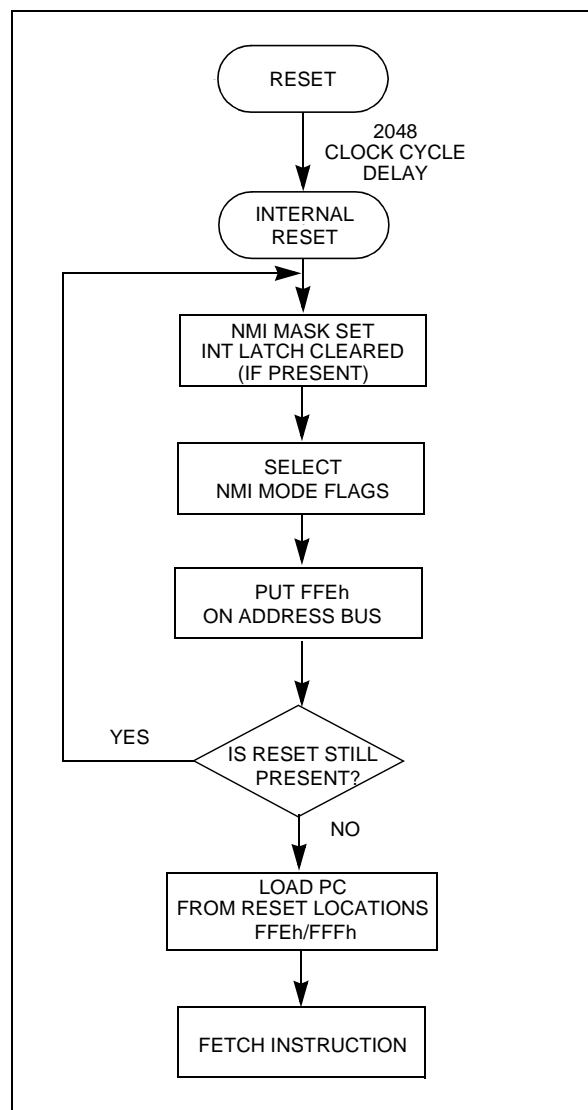 RESET
2048
CLOCK CYCLE
DELAY
INTERNAL
RESET
NMI MASK SET
INT LATCH CLEARED
(IF PRESENT)
SELECT
NMI MODE FLAGS
PUT FFEh
ON ADDRESS BUS
YES
IS RESET STILL
PRESENT?
NO
LOAD PC
FROM RESET LOCATIONS
FFEh/FFFh
FETCH INSTRUCTION